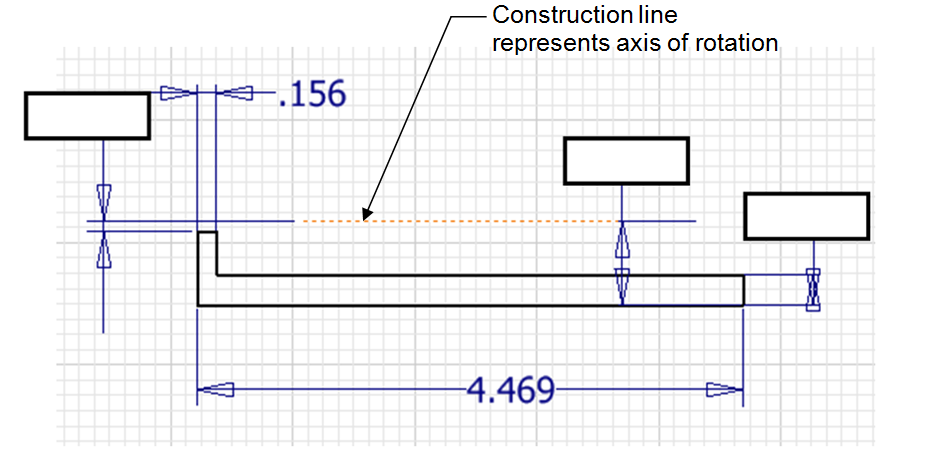 Construction line
represents axis of rotation
.156
4.469